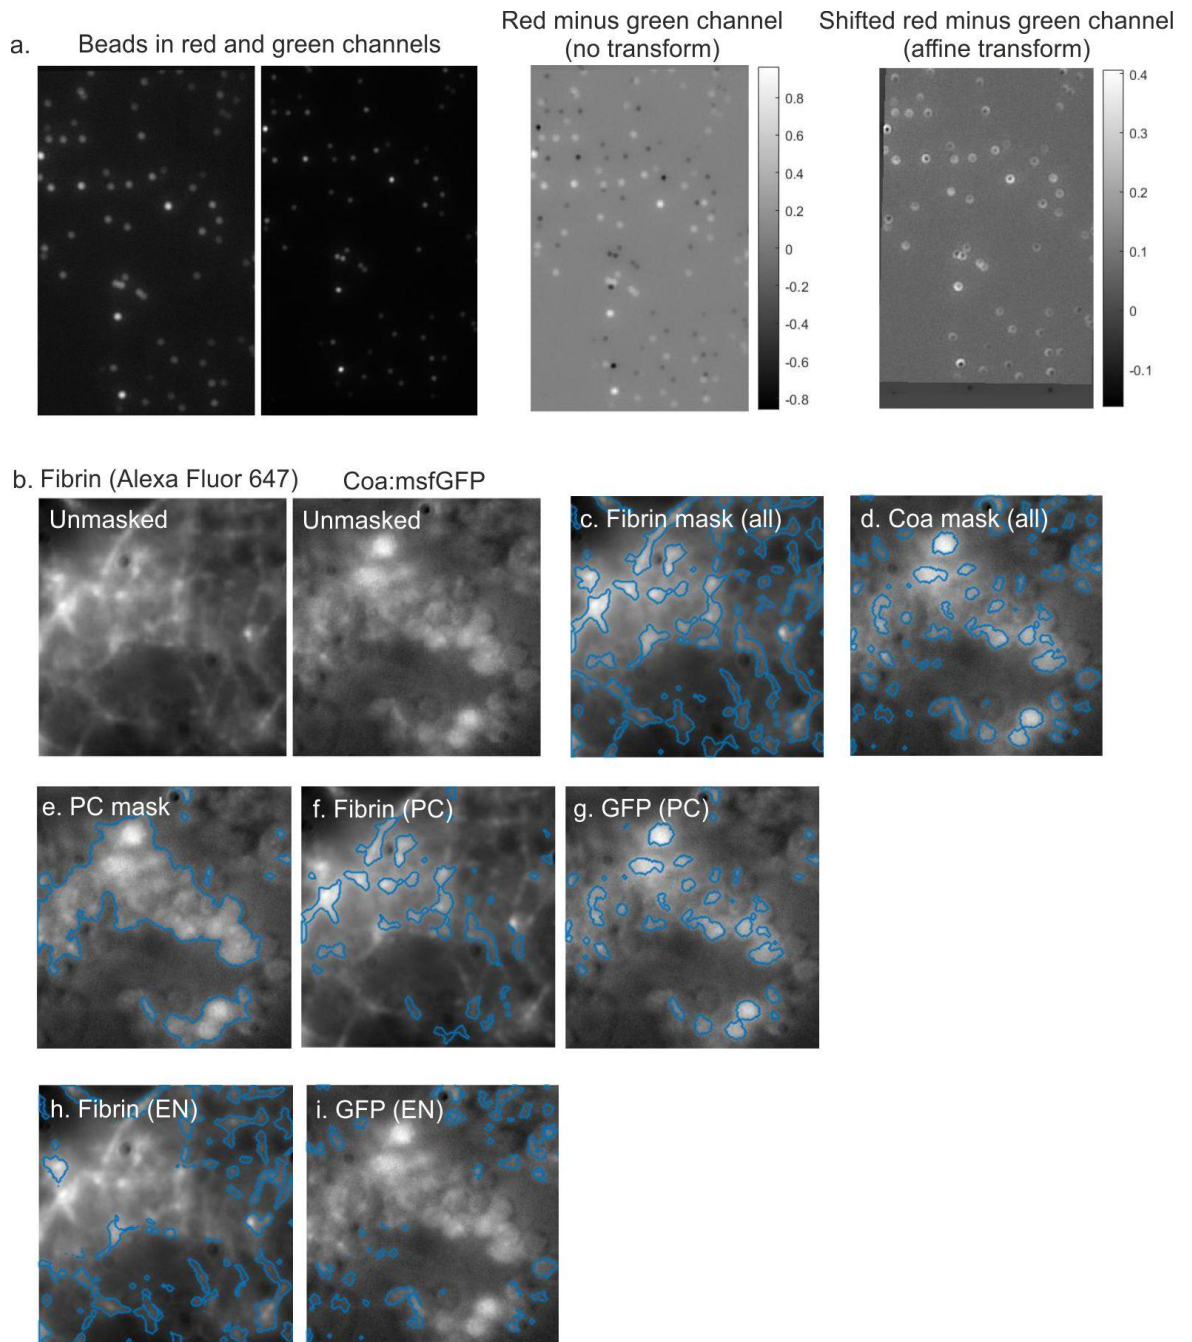 a.
Beads in red and green channels
Red minus green channel
(no transform)
Shifted red minus green channel
(affine transform)
0.8
0.6
0.4
0.2
0
-0.2
-0.4
-0.6
-0.8
0.4
0.3
0.2
0.1
0
-0.1
b. Fibrin (Alexa Fluor 647)
Coa:msfGFP
Unmasked
Unmasked
c. Fibrin mask (all)
d. Coa mask (all)
e. PC mask
f. Fibrin (PC)
g. GFP (PC)
h. Fibrin (EN)
i. GFP (EN)